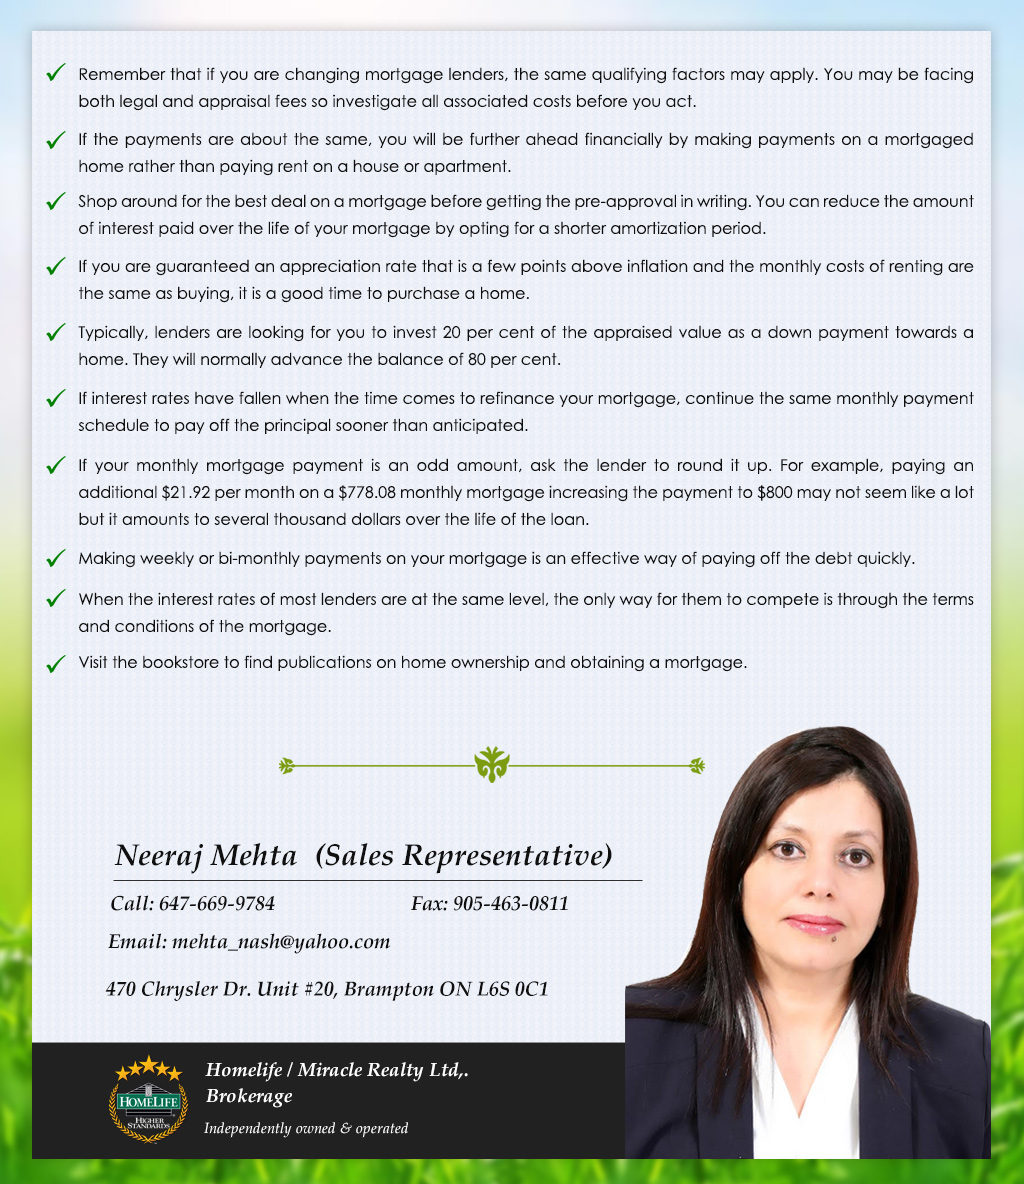 Remember that if you are changing mortgage lenders, the same qualifying factors may apply. You may be facing
both legal and appraisal fees so investigate all associated costs before you act.
If the payments are about the same, you will be further ahead financially by making payments on a mortgaged
home rather than paying rent on a house or apartment.
Shop around for the best deal on a mortgage before getting the pre-approval in writing. You can reduce the amount
of interest paid over the life of your mortgage by opting for a shorter amortization period.
If you are guaranteed an appreciation rate that is a few points above inflation and the monthly costs of renting are
the same as buying, it is a good time to purchase a home.
Typically, lenders are looking for you to invest 20 per cent of the appraised value as a down payment towards a
home. They will normally advance the balance of 80 per cent.
If interest rates have fallen when the time comes to refinance your mortgage, continue the same monthly payment
schedule to pay off the principal sooner than anticipated.
If your monthly mortgage payment is an odd amount, ask the lender to round it up. For example, paying an
additional $21.92 per month on a $778.08 monthly mortgage increasing the payment to $800 may not seem like a lot
but it amounts to several thousand dollars over the life of the loan.
Making weekly or bi-monthly payments on your mortgage is an effective way of paying off the debt quickly.
When the interest rates of most lenders are at the same level, the only way for them to compete is through the terms
and conditions of the mortgage.
Visit the bookstore to find publications on home ownership and obtaining a mortgage.
Neeraj Mehta (Sales Representative)
Call: 647-669-9784 Fax: 905-463-0811
Email: mehta_nash@yahoo.com
470 Chrysler Dr. Unit #20, Brampton ON L6S 0C1
HOMELIFE
HIGHER
STANDARDS
Homelife / Miracle Realty Ltd,.
Brokerage
Independently owned & operated